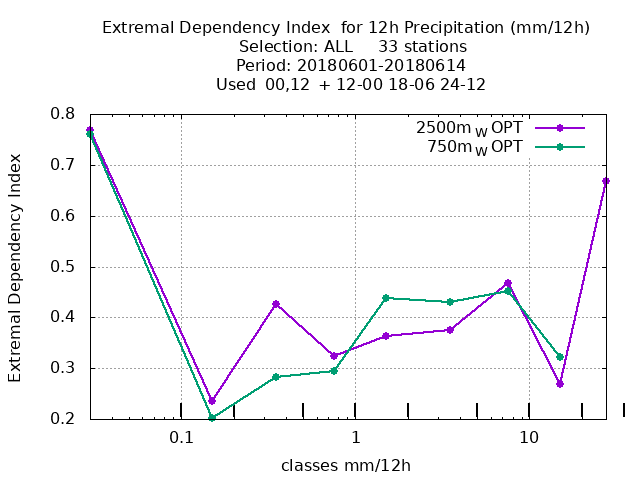 Extremal Dependency Index  for 12h Precipitation (mm/12h)
Selection: ALL     33 stations
Period: 20180601-20180614
Used  00,12  + 12-00 18-06 24-12
2500m W OPT
750m W OPT
Extremal Dependency Index
0.8
0.7
0.6
0.5
0.4
0.3
0.2
0.1
1
10
classes mm/12h